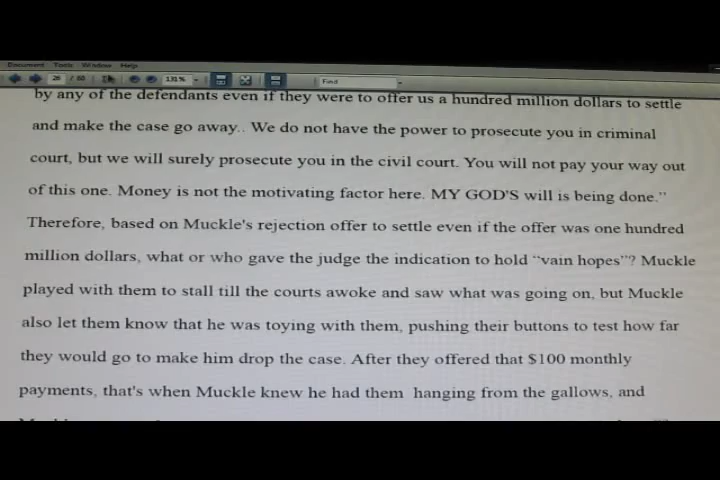 Document Tools Window Help
26 / 60 131% Find
by any of the defendants even if they were to offer us a hundred million dollars to settle
and make the case go away.. We do not have the power to prosecute you in criminal
court, but we will surely prosecute you in the civil court. You will not pay your way out
of this one. Money is not the motivating factor here. MY GOD'S will is being done."
Therefore, based on Muckle's rejection offer to settle even if the offer was one hundred
million dollars, what or who gave the judge the indication to hold “vain hopes”? Muckle
played with them to stall till the courts awoke and saw what was going on, but Muckle
also let them know that he was toying with them, pushing their buttons to test how far
they would go to make him drop the case. After they offered that $100 monthly
payments, that's when Muckle knew he had them hanging from the gallows, and